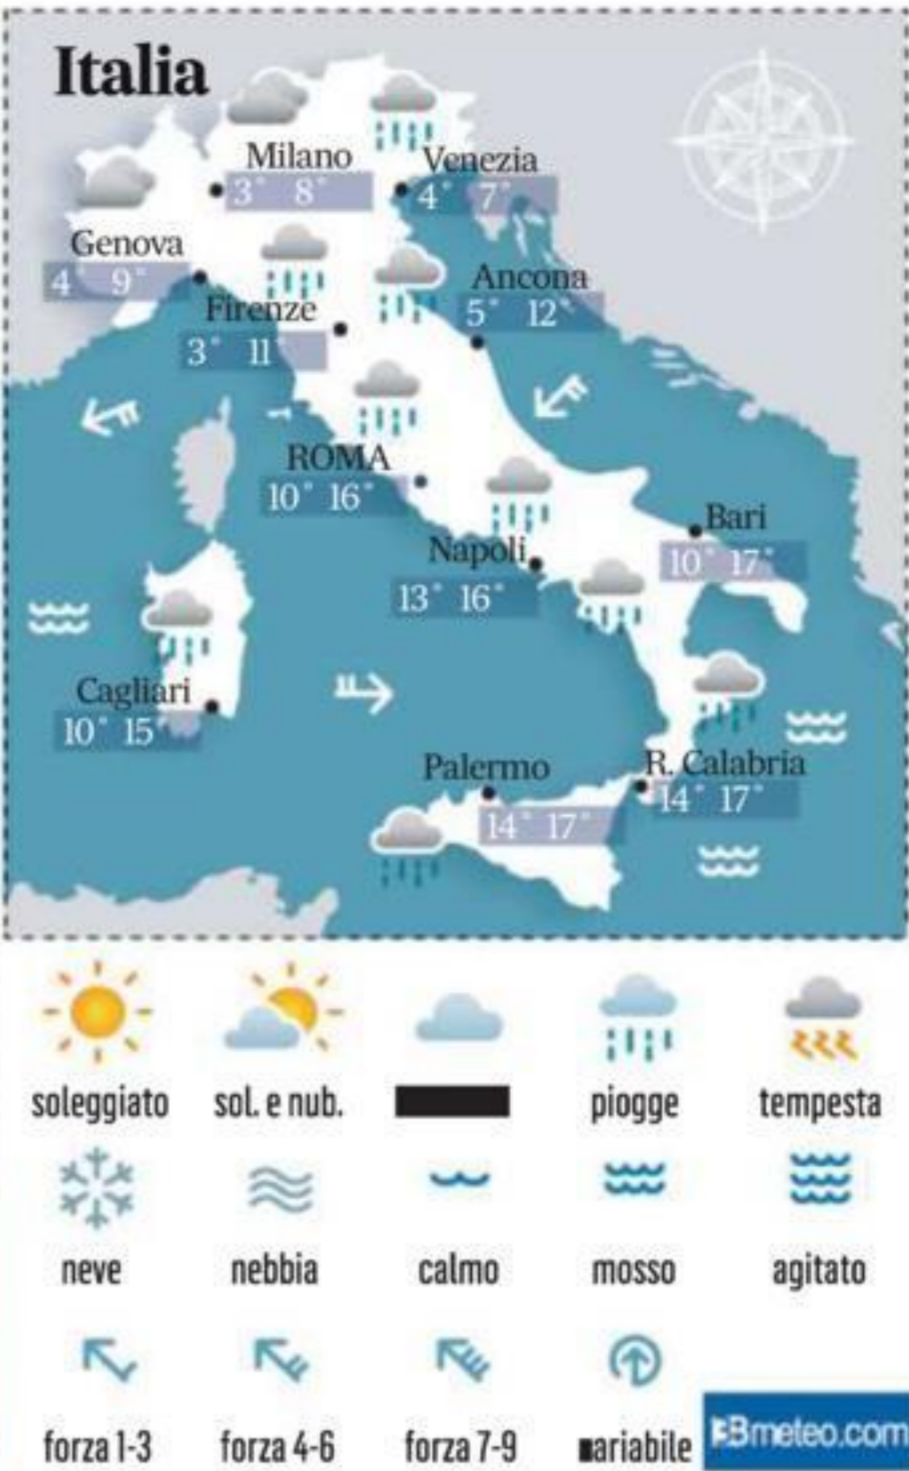 Italia
Milano
3° 8°
Venezia
4° 7°
Genova
4° 9°
Firenze
3° 11°
Ancona
5° 12°
ROMA
10° 16°
Napoli
13° 16°
Bari
10° 17°
Cagliari
10° 15°
Palermo
14° 17°
R. Calabria
14° 17°
soleggiato
sol. e nub.
piogge
tempesta
neve
nebbia
calmo
mosso
agitato
forza 1-3
forza 4-6
forza 7-9
ariabile
Bmeteo.com